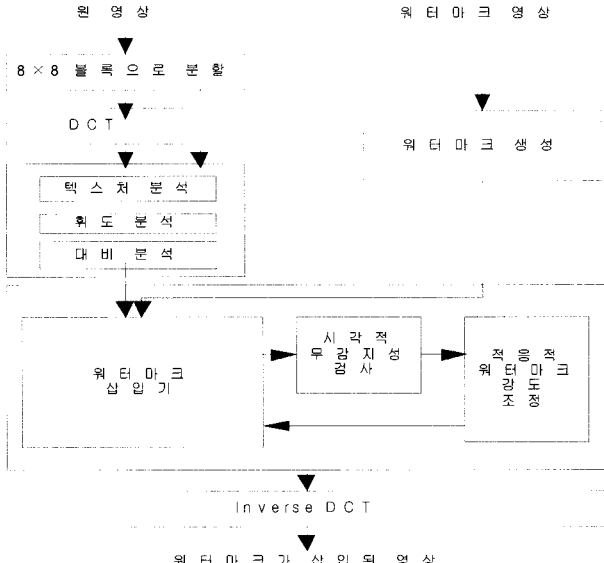 원 영상
워터마크 영상
8×8 블록으로 분할
DCT
워터마크 생성
텍스처 분석
휘도 분석
대비 분석
워터마크
삽입기
시각적
무감지성
검사
적응적
워터마크
강도
조정
Inverse DCT
워터마크가 삽입된 영상